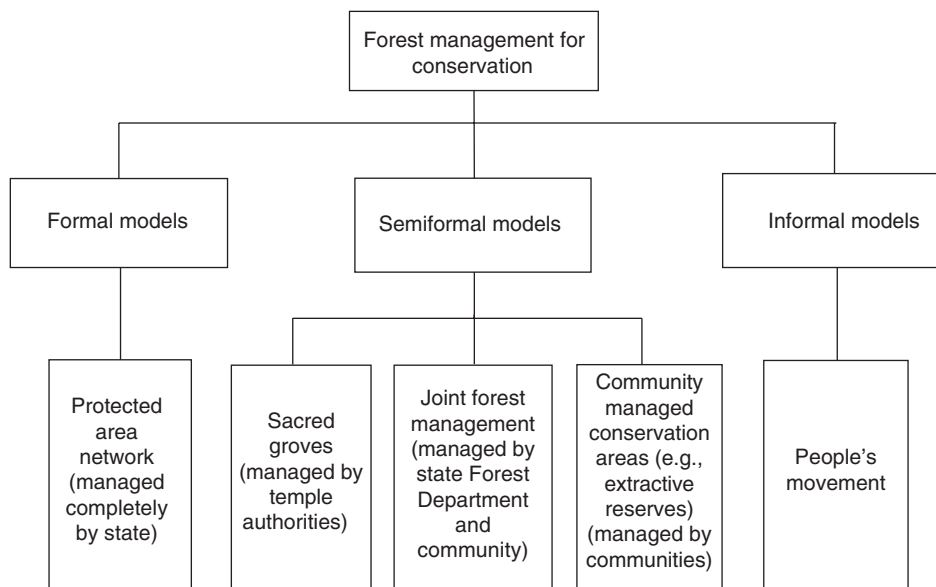 Forest management for
conservation
Formal models
Semiformal models
Informal models
Protected
area
network
(managed
completely
by state)
Sacred
groves
(managed by
temple
authorities)
Joint forest
management
(managed by
state Forest
Department
and
community)
Community
managed
conservation
areas (e.g.,
extractive
reserves)
(managed by
communities)
People's
movement